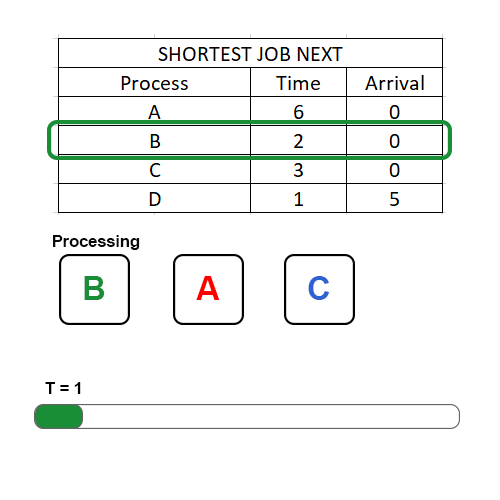 SHORTEST JOB NEXT
Process Time Arrival
A 6 0
B 2 0
C 3 0
D 1 5
Processing
B A C
T = 1